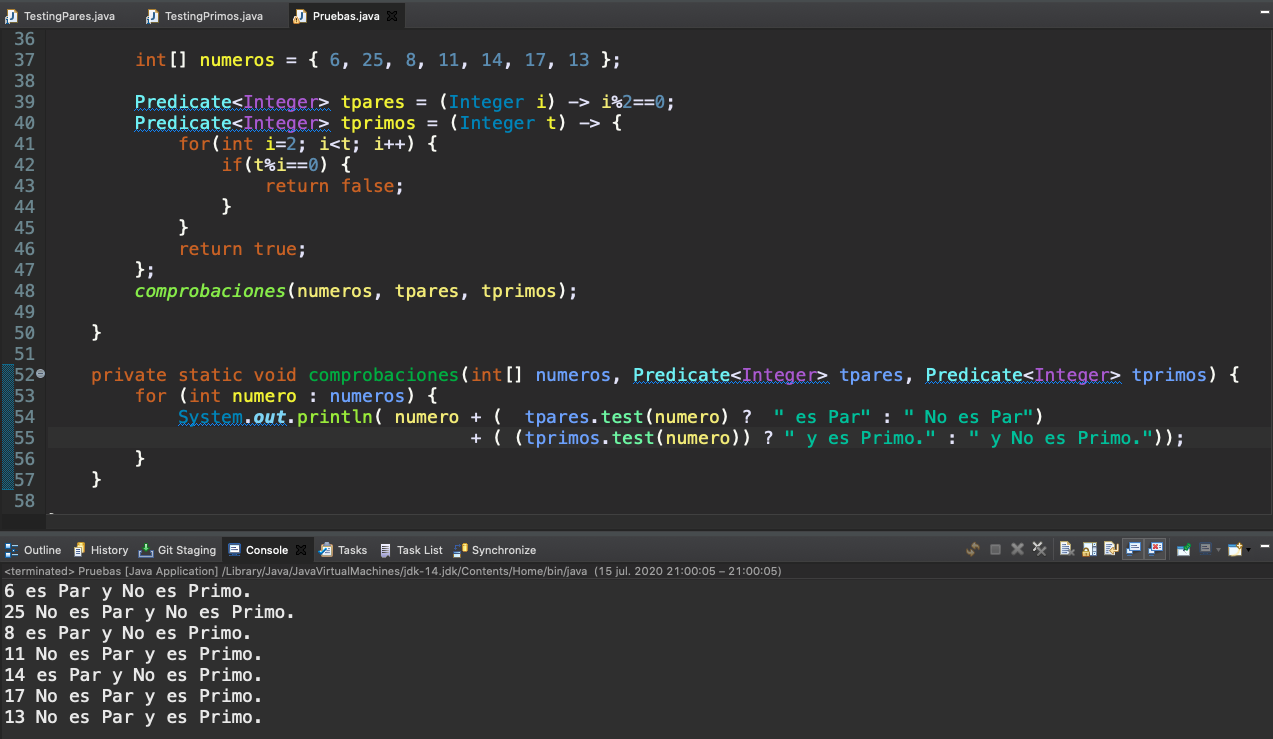 TestingPares.java TestingPrimos.java Pruebas.java
36
37 int[] numeros = { 6, 25, 8, 11, 14, 17, 13 };
38
39 Predicate<Integer> tpares = (Integer i) -> i%2==0;
40 Predicate<Integer> tprimos = (Integer t) -> {
41 for(int i=2; i<t; i++) {
42 if(t%i==0) {
43 return false;
44 }
45 }
46 return true;
47 };
48 comprobaciones(numeros, tpares, tprimos);
49
50 }
51
52 private static void comprobaciones(int[] numeros, Predicate<Integer> tpares, Predicate<Integer> tprimos) {
53 for (int numero : numeros) {
54 System.out.println( numero + ( tpares.test(numero) ? " es Par" : " No es Par")
55 + ( (tprimos.test(numero)) ? " y es Primo." : " y No es Primo."));
56 }
57 }
58
Outline History Git Staging Console Tasks Task List Synchronize
<terminated> Pruebas [Java Application] /Library/Java/JavaVirtualMachines/jdk-14.jdk/Contents/Home/bin/java (15 jul. 2020 21:00:05 – 21:00:05)
6 es Par y No es Primo.
25 No es Par y No es Primo.
8 es Par y No es Primo.
11 No es Par y es Primo.
14 es Par y No es Primo.
17 No es Par y es Primo.
13 No es Par y es Primo.